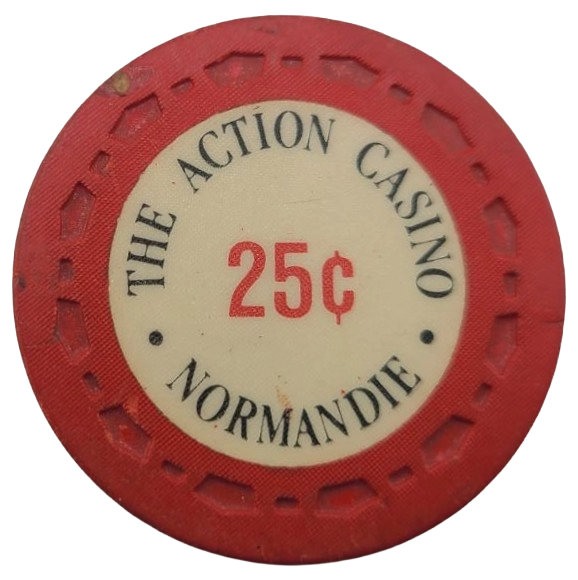 THE ACTION CASINO
25¢
• NORMANDIE •